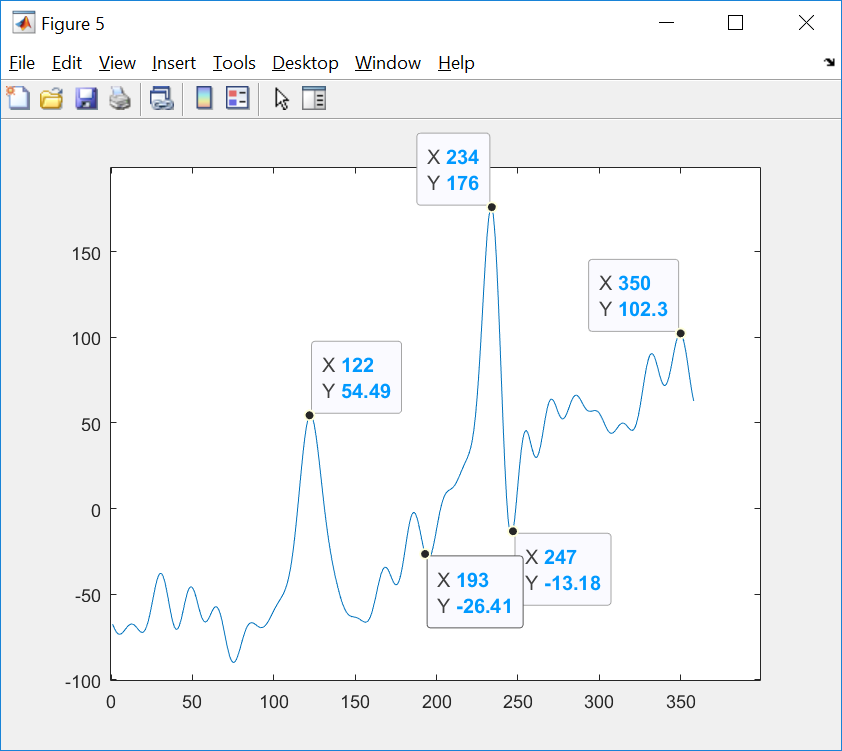 Figure 5
File Edit View Insert Tools Desktop Window Help
X 234
Y 176
150
X 350
Y 102.3
100
X 122
Y 54.49
50
0
X 247
Y -13.18
X 193
Y -26.41
-50
-100
0 50 100 150 200 250 300 350